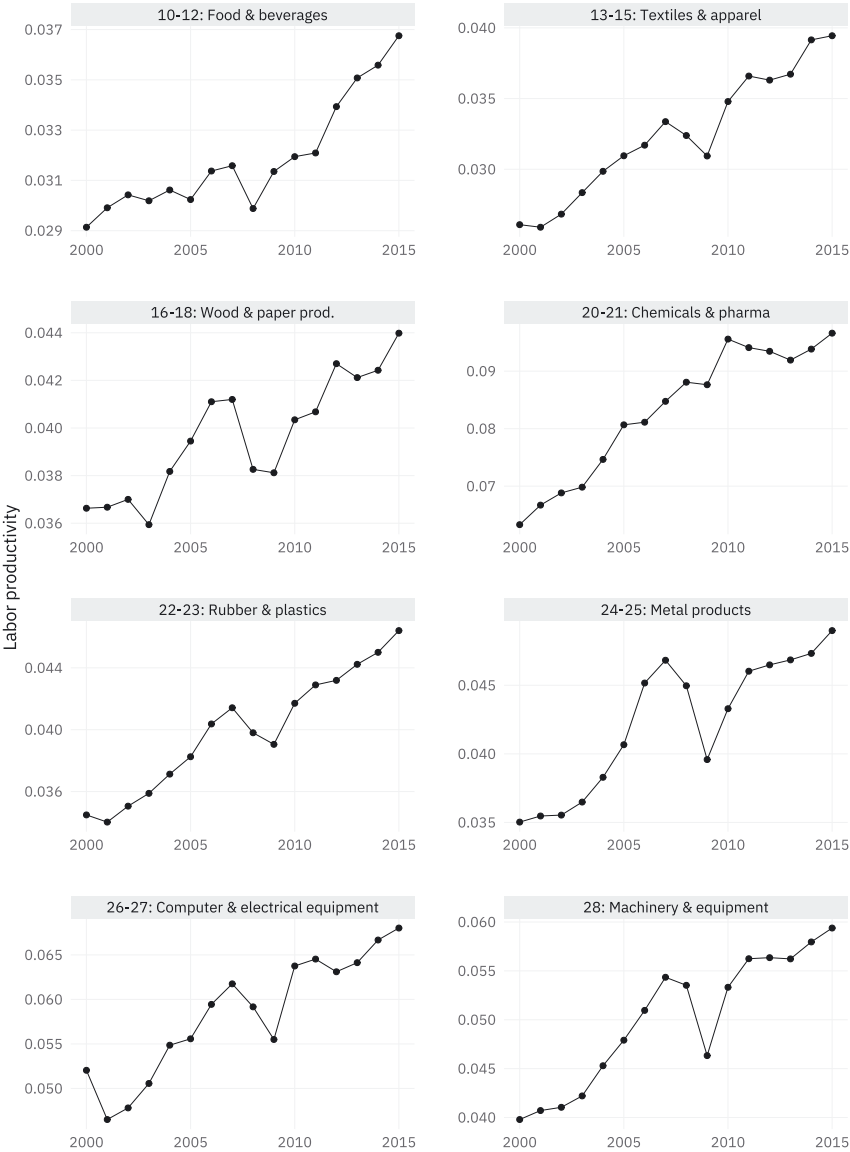 Labor productivity
10-12: Food & beverages
0.037
0.035
0.033
0.031
0.029
2000 2005 2010 2015
13-15: Textiles & apparel
0.040
0.035
0.030
2000 2005 2010 2015
16-18: Wood & paper prod.
0.044
0.042
0.040
0.038
0.036
2000 2005 2010 2015
20-21: Chemicals & pharma
0.09
0.08
0.07
2000 2005 2010 2015
22-23: Rubber & plastics
0.044
0.040
0.036
2000 2005 2010 2015
24-25: Metal products
0.045
0.040
0.035
2000 2005 2010 2015
26-27: Computer & electrical equipment
0.065
0.060
0.055
0.050
2000 2005 2010 2015
28: Machinery & equipment
0.060
0.055
0.050
0.045
0.040
2000 2005 2010 2015